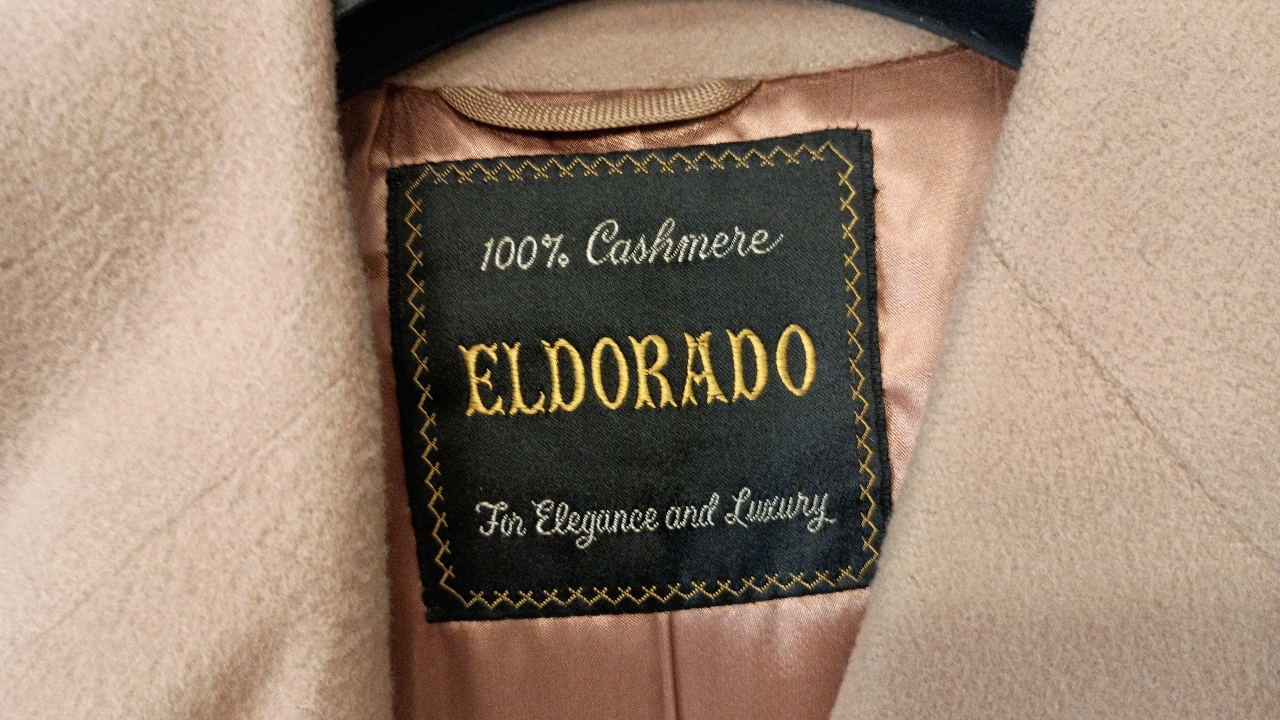 100% Cashmere
ELDORADO
For Elegance and Luxury